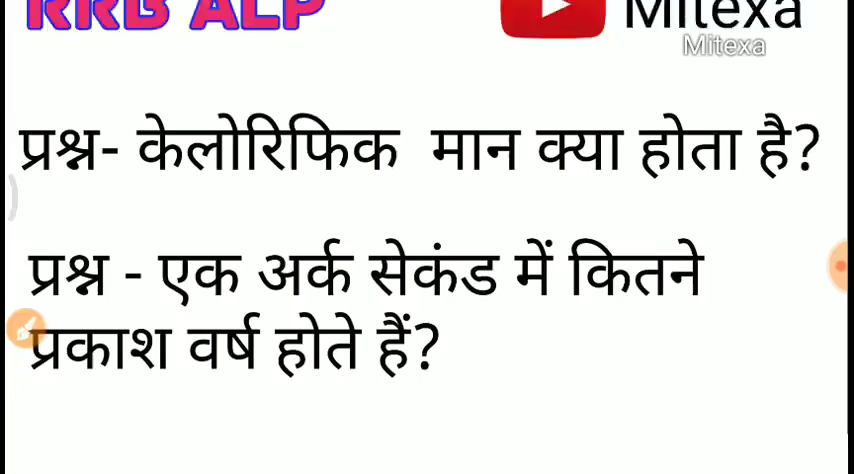 RRB ALP
Mitexa
Mitexa
प्रश्न- केलोरिफिक मान क्या होता है?
प्रश्न - एक अर्क सेकंड में कितने
प्रकाश वर्ष होते हैं?